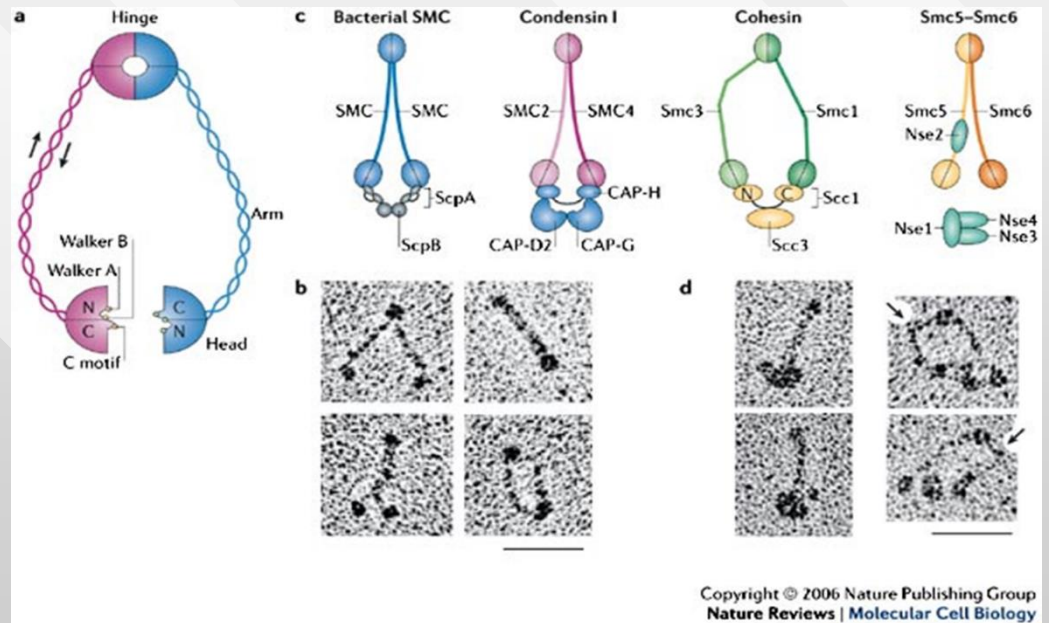 a
Hinge
Arm
Walker B
Walker A
N
C
C
N
C motif
Head
c
Bacterial SMC
SMC
SMC
ScpA
ScpB
Condensin I
SMC2
SMC4
CAP-H
CAP-D2
CAP-G
Cohesin
Smc3
Smc1
N
C
Scc1
Scc3
Smc5–Smc6
Smc5
Smc6
Nse2
Nse1
Nse4
Nse3
b
d
Copyright © 2006 Nature Publishing Group
Nature Reviews | Molecular Cell Biology